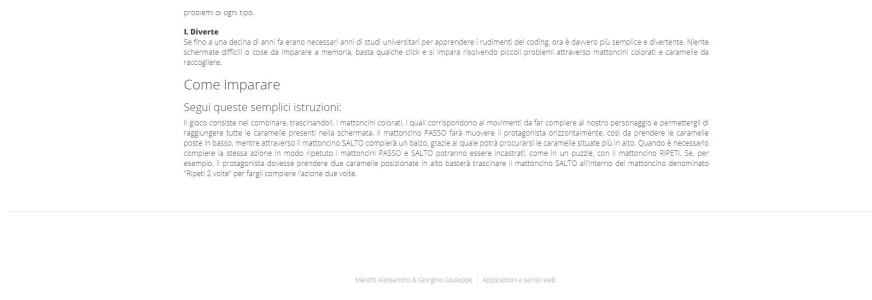 problemi di ogni tipo.
I. Diverte
Se fino a una decina di anni fa erano necessari anni di studi universitari per apprendere i rudimenti del coding, ora è davvero più semplice e divertente. Niente
schermate difficili o cose da imparare a memoria, basta qualche click e si impara risolvendo piccoli problemi attraverso mattoncini colorati e caramelle da
raccogliere.
Come imparare
Segui queste semplici istruzioni:
Il gioco consiste nel combinare, trascinandoli, i mattoncini colorati, i quali corrispondono ai movimenti da far compiere al nostro personaggio e permettergli di
raggiungere tutte le caramelle presenti nella schermata. Il mattoncino PASSO farà muovere il protagonista orizzontalmente, così da prendere le caramelle
poste in basso, mentre attraverso il mattoncino SALTO compierà un balzo, grazie al quale potrà procurarsi le caramelle situate più in alto. Quando è necessario
compiere la stessa azione in modo ripetuto i mattoncini PASSO e SALTO potranno essere incastrati, come in un puzzle, con il mattoncino RIPETI. Se, per
esempio, il protagonista dovesse prendere due caramelle posizionate in alto basterà trascinare il mattoncino SALTO all'interno del mattoncino denominato
"Ripeti 2 volte" per fargli compiere l'azione due volte.
Manitti Alessandro & Giorgino Giuseppe | Applicazioni e servizi web